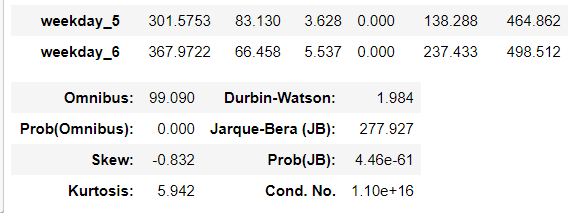 weekday_5 301.5753 83.130 3.628 0.000 138.288 464.862
weekday_6 367.9722 66.458 5.537 0.000 237.433 498.512
Omnibus: 99.090 Durbin-Watson: 1.984
Prob(Omnibus): 0.000 Jarque-Bera (JB): 277.927
Skew: -0.832 Prob(JB): 4.46e-61
Kurtosis: 5.942 Cond. No. 1.10e+16